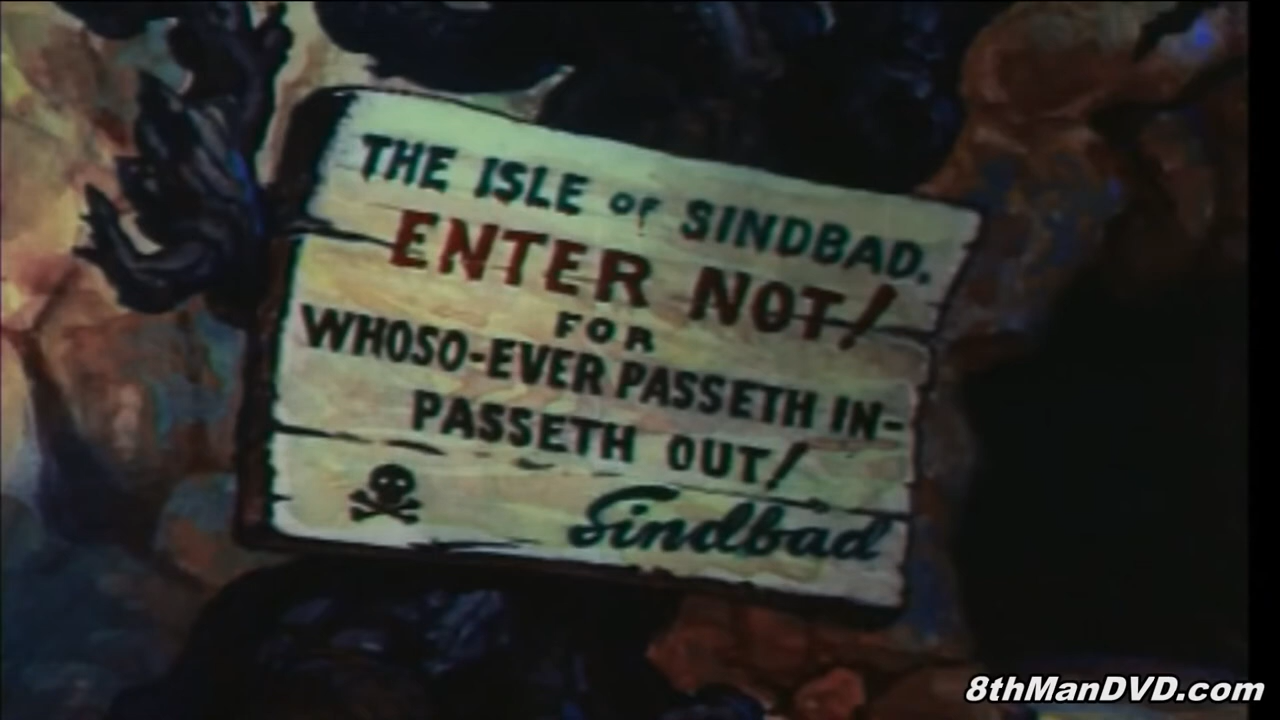 THE ISLE OF SINDBAD.
ENTER NOT!
FOR
WHOSO-EVER PASSETH IN-
PASSETH OUT!
Sindbad
8thManDVD.com